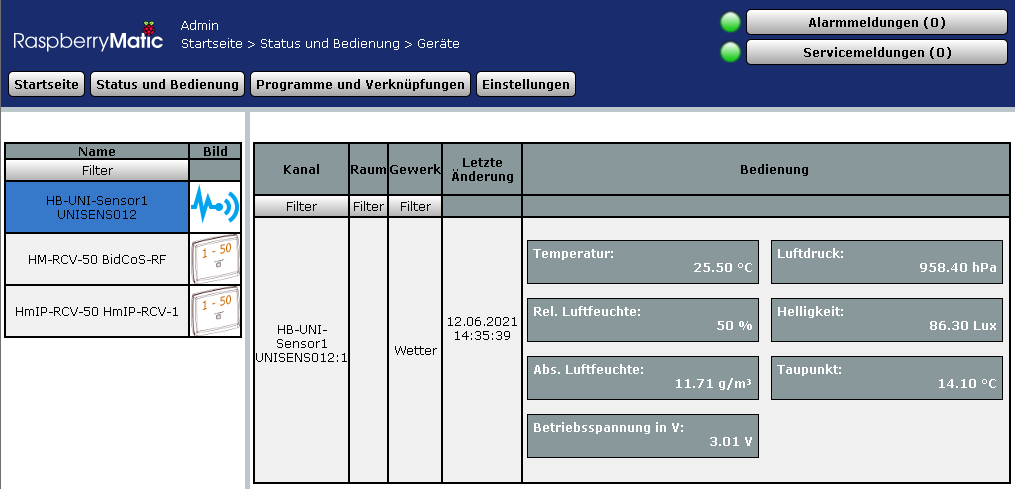 RaspberryMatic
Admin
Startseite > Status und Bedienung > Geräte
Alarmmeldungen (0)
Servicemeldungen (0)
Startseite
Status und Bedienung
Programme und Verknüpfungen
Einstellungen
Name
Bild
Filter
HB-UNI-Sensor1
UNISENS012
HM-RCV-50 BidCoS-RF
1 - 50
HmIP-RCV-50 HmIP-RCV-1
1 - 50
Kanal
Raum
Gewerk
Letzte
Änderung
Bedienung
Filter
Filter
Filter
HB-UNI-
Sensor1
UNISENS012:1
Wetter
12.06.2021
14:35:39
Temperatur:
25.50 °C
Luftdruck:
958.40 hPa
Rel. Luftfeuchte:
50 %
Helligkeit:
86.30 Lux
Abs. Luftfeuchte:
11.71 g/m³
Taupunkt:
14.10 °C
Betriebsspannung in V:
3.01 V